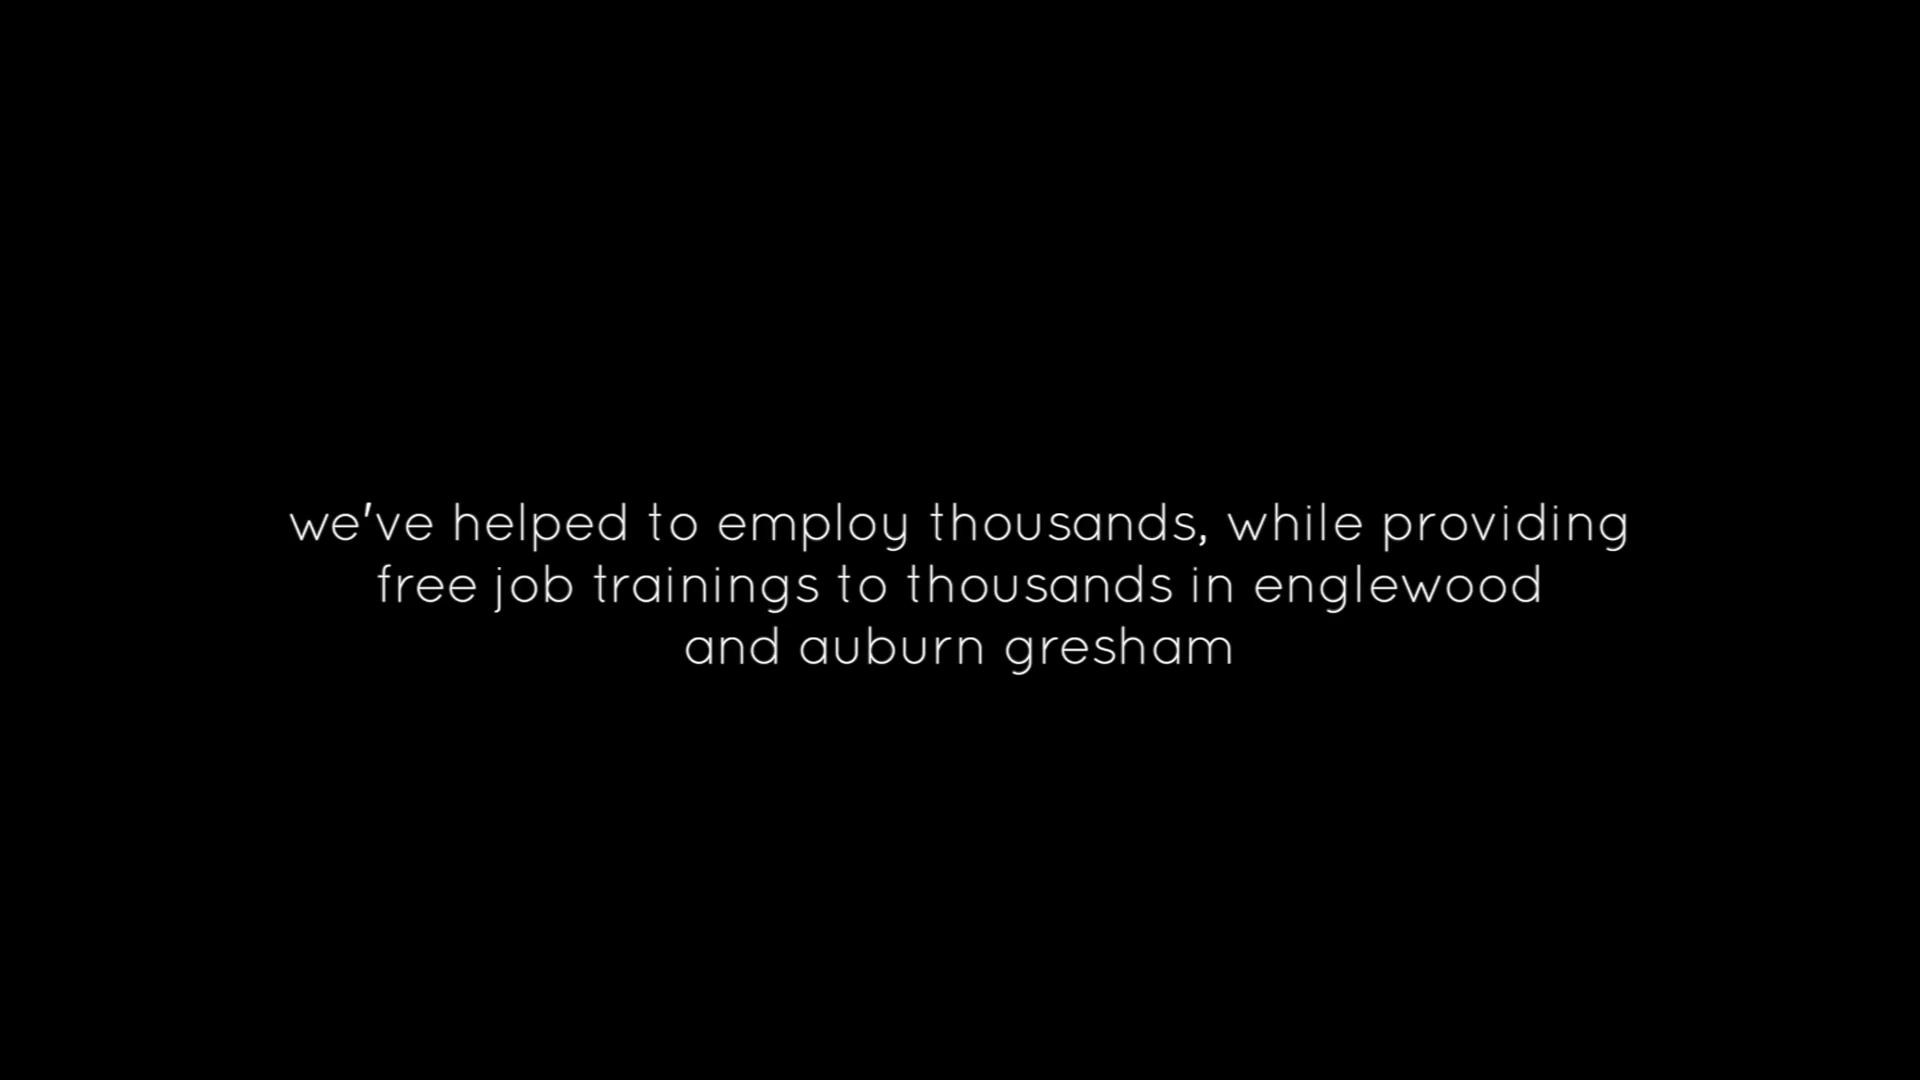 we've helped to employ thousands, while providing
free job trainings to thousands in englewood
and auburn gresham